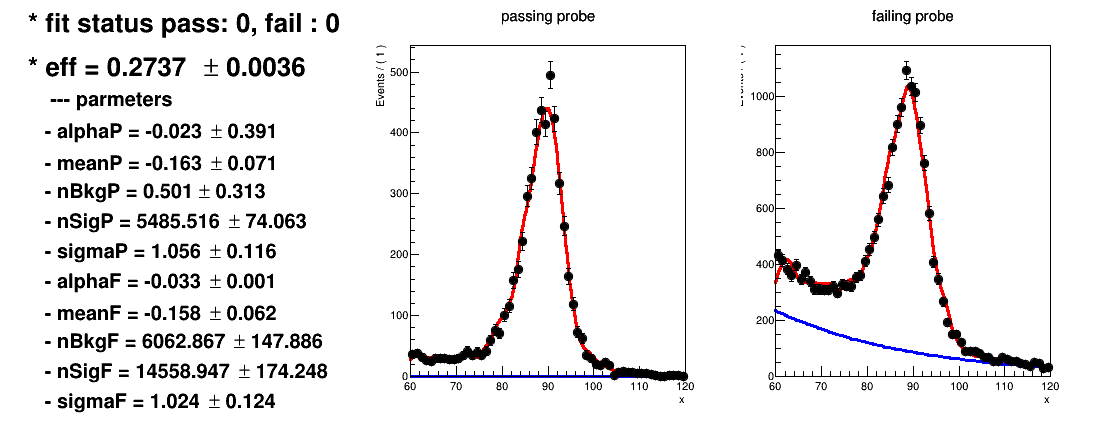 * fit status pass: 0, fail : 0
* eff = 0.2737 ± 0.0036
--- parmeters
- alphaP = -0.023 ± 0.391
- meanP = -0.163 ± 0.071
- nBkgP = 0.501 ± 0.313
- nSigP = 5485.516 ± 74.063
- sigmaP = 1.056 ± 0.116
- alphaF = -0.033 ± 0.001
- meanF = -0.158 ± 0.062
- nBkgF = 6062.867 ± 147.886
- nSigF = 14558.947 ± 174.248
- sigmaF = 1.024 ± 0.124
passing probe
Events / ( 1 )
500
400
300
200
100
0
60 70 80 90 100 110 120
x
failing probe
1000
800
600
400
200
0
60 70 80 90 100 110 120
x